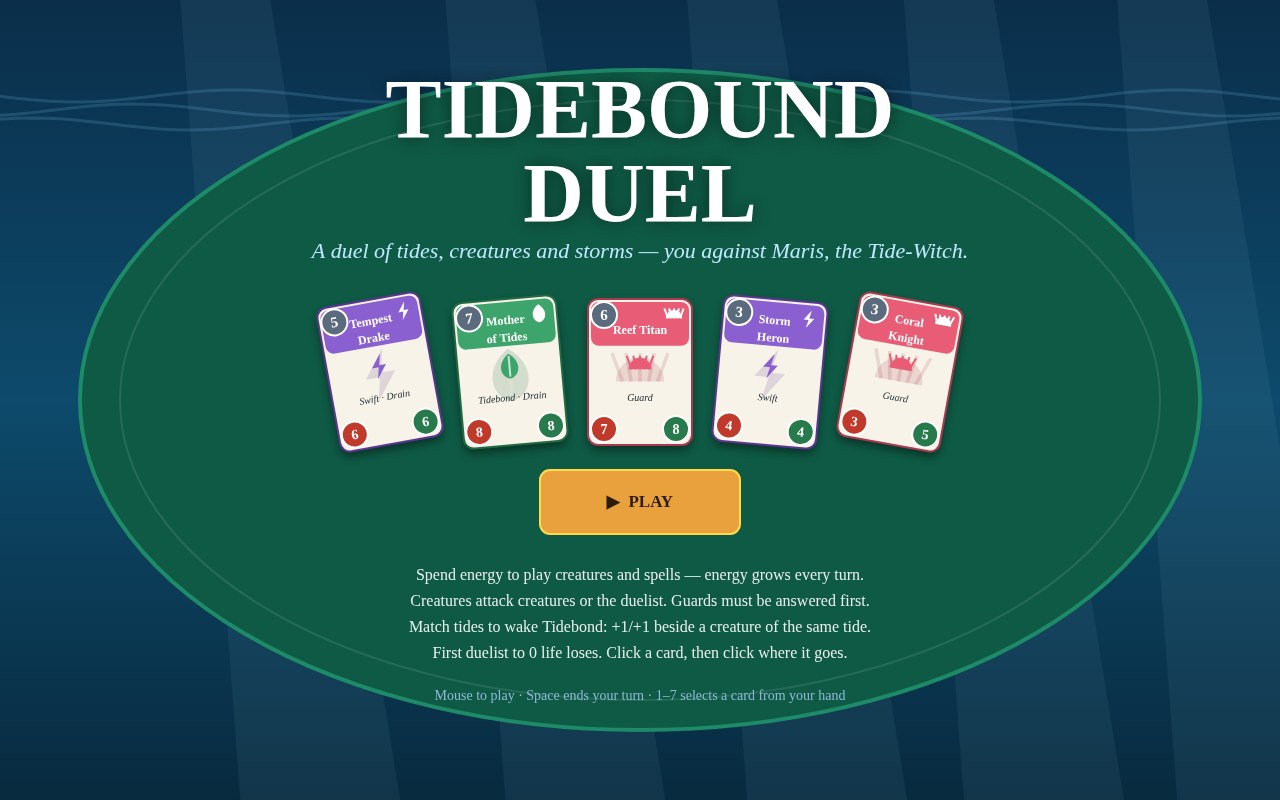 TIDEBOUND
DUEL
A duel of tides, creatures and storms — you against Maris, the Tide-Witch.
5
Tempest
Drake
Swift · Drain
6
6
7
Mother
of Tides
Tidebond · Drain
8
8
6
Reef Titan
Guard
7
8
3
Storm
Heron
Swift
4
4
3
Coral
Knight
Guard
3
5
▶ PLAY
Spend energy to play creatures and spells — energy grows every turn.
Creatures attack creatures or the duelist. Guards must be answered first.
Match tides to wake Tidebond: +1/+1 beside a creature of the same tide.
First duelist to 0 life loses. Click a card, then click where it goes.
Mouse to play · Space ends your turn · 1–7 selects a card from your hand